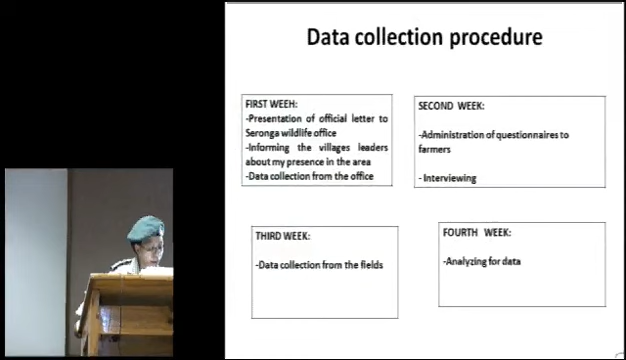 Data collection procedure
FIRST WEEH:
-Presentation of official letter to
Seronga wildlife office
-Informing the villages leaders
about my presence in the area
-Data collection from the office
SECOND WEEK:
-Administration of questionnaires to
farmers
- Interviewing
THIRD WEEK:
-Data collection from the fields
FOURTH WEEK:
-Analyzing for data